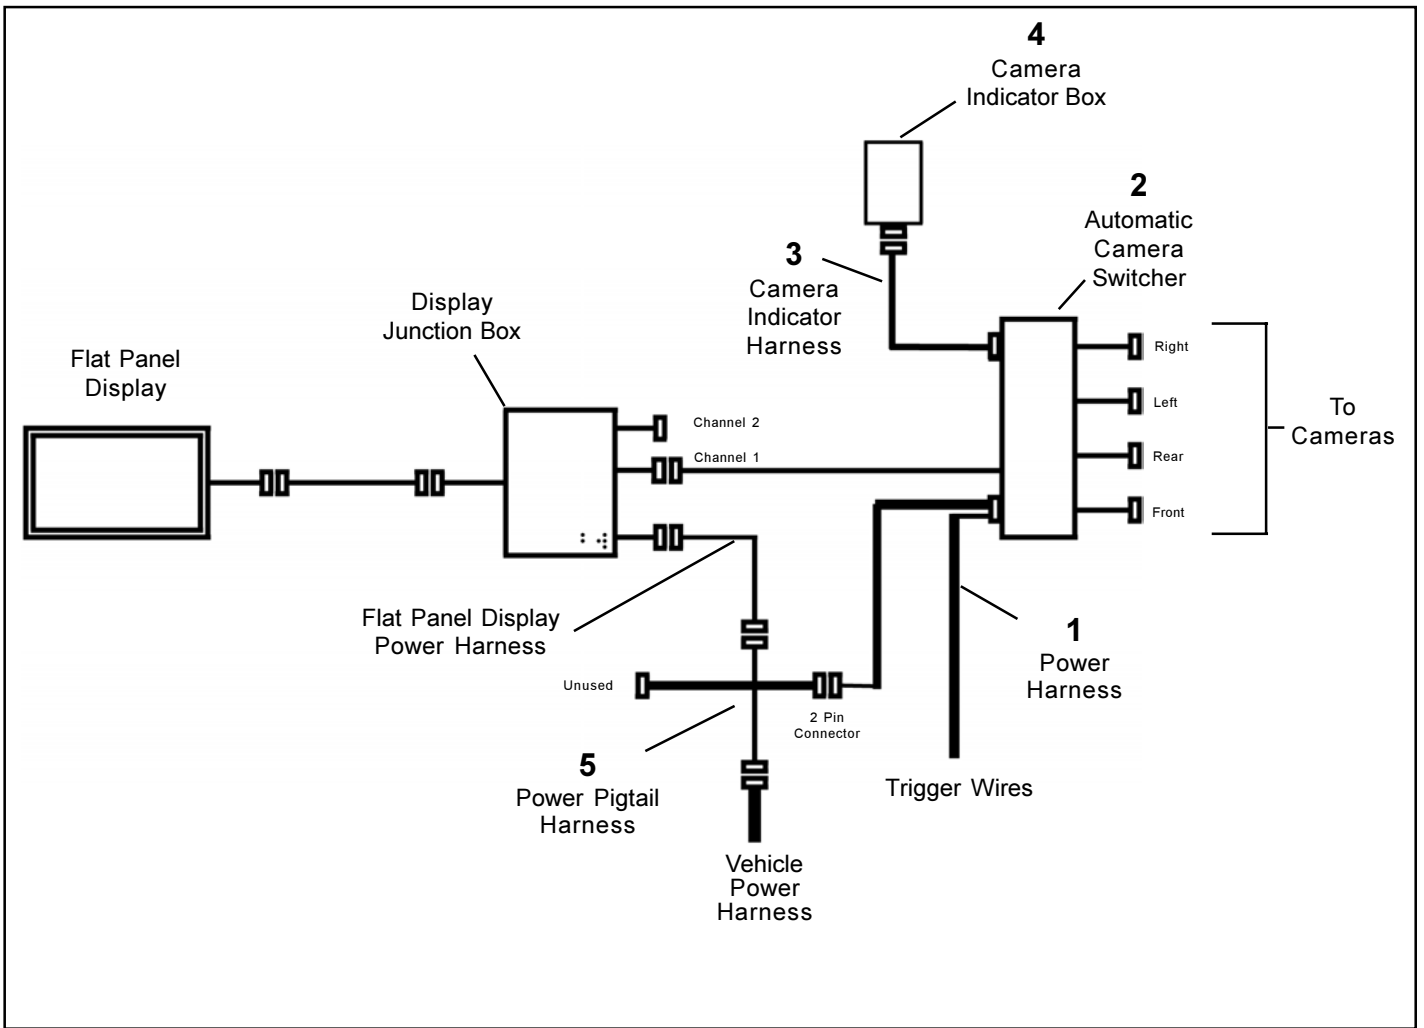 4
Camera
Indicator Box
2
Automatic
Camera
Switcher
3
Camera
Indicator
Harness
Display
Junction Box
Flat Panel
Display
Right
Left
Rear
Front
To
Cameras
Channel 2
Channel 1
Flat Panel Display
Power Harness
1
Power
Harness
Unused
2 Pin
Connector
5
Power Pigtail
Harness
Trigger Wires
Vehicle
Power
Harness